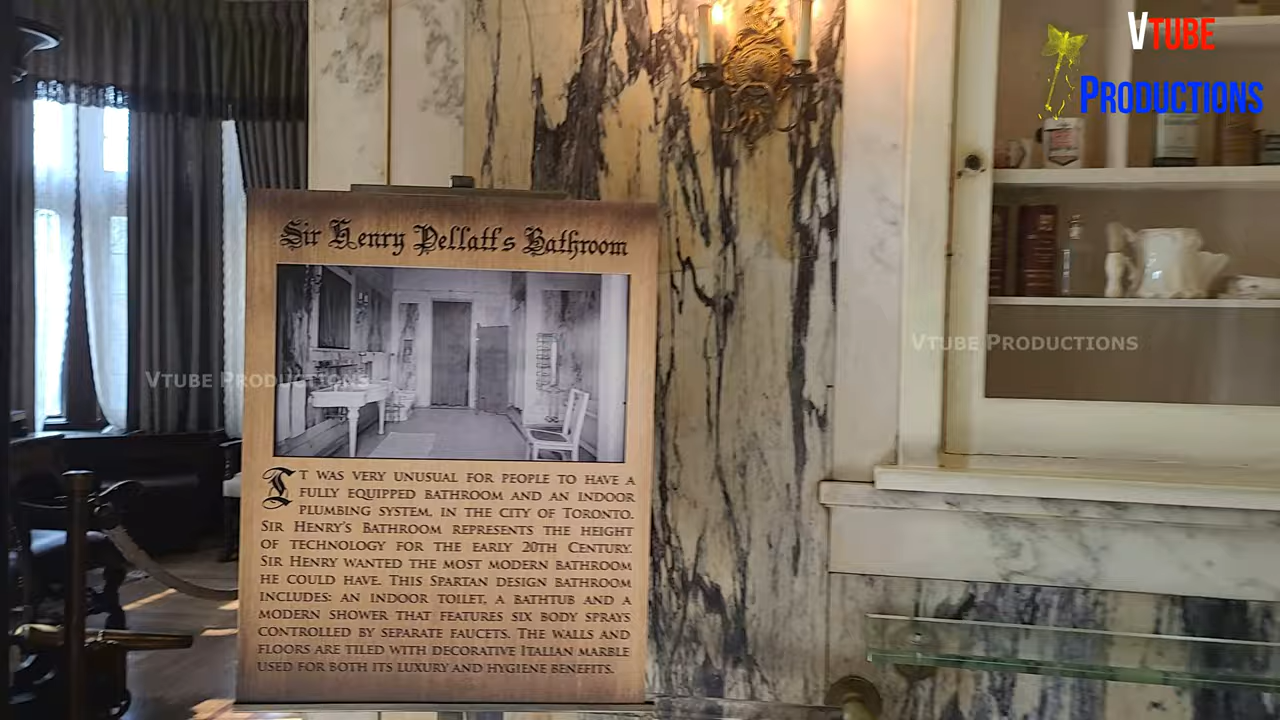 VTUBE
PRODUCTIONS
Sir Henry Pellatt's Bathroom
IT WAS VERY UNUSUAL FOR PEOPLE TO HAVE A
FULLY EQUIPPED BATHROOM AND AN INDOOR
PLUMBING SYSTEM, IN THE CITY OF TORONTO.
SIR HENRY'S BATHROOM REPRESENTS THE HEIGHT
OF TECHNOLOGY FOR THE EARLY 20TH CENTURY.
SIR HENRY WANTED THE MOST MODERN BATHROOM
HE COULD HAVE. THIS SPARTAN DESIGN BATHROOM
INCLUDES: AN INDOOR TOILET, A BATHTUB AND A
MODERN SHOWER THAT FEATURES SIX BODY SPRAYS
CONTROLLED BY SEPARATE FAUCETS. THE WALLS AND
FLOORS ARE TILED WITH DECORATIVE ITALIAN MARBLE
USED FOR BOTH ITS LUXURY AND HYGIENE BENEFITS.
VTUBE PRODUCTIONS
VTUBE PRODUCTIONS